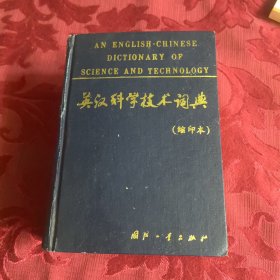 AN ENGLISH-CHINESE
DICTIONARY OF
SCIENCE AND TECHNOLOGY
英汉科学技术词典
(缩印本)
国防工业出版社